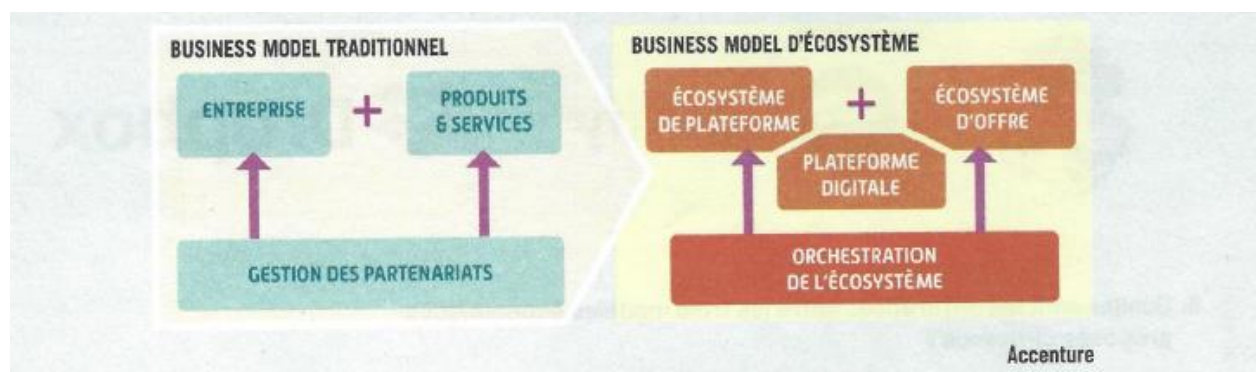 BUSINESS MODEL TRADITIONNEL
ENTREPRISE
+
PRODUITS
& SERVICES
GESTION DES PARTENARIATS
BUSINESS MODEL D'ÉCOSYSTÈME
ÉCOSYSTÈME
DE PLATEFORME
+
ÉCOSYSTÈME
D'OFFRE
PLATEFORME
DIGITALE
ORCHESTRATION
DE L'ÉCOSYSTÈME
Accenture